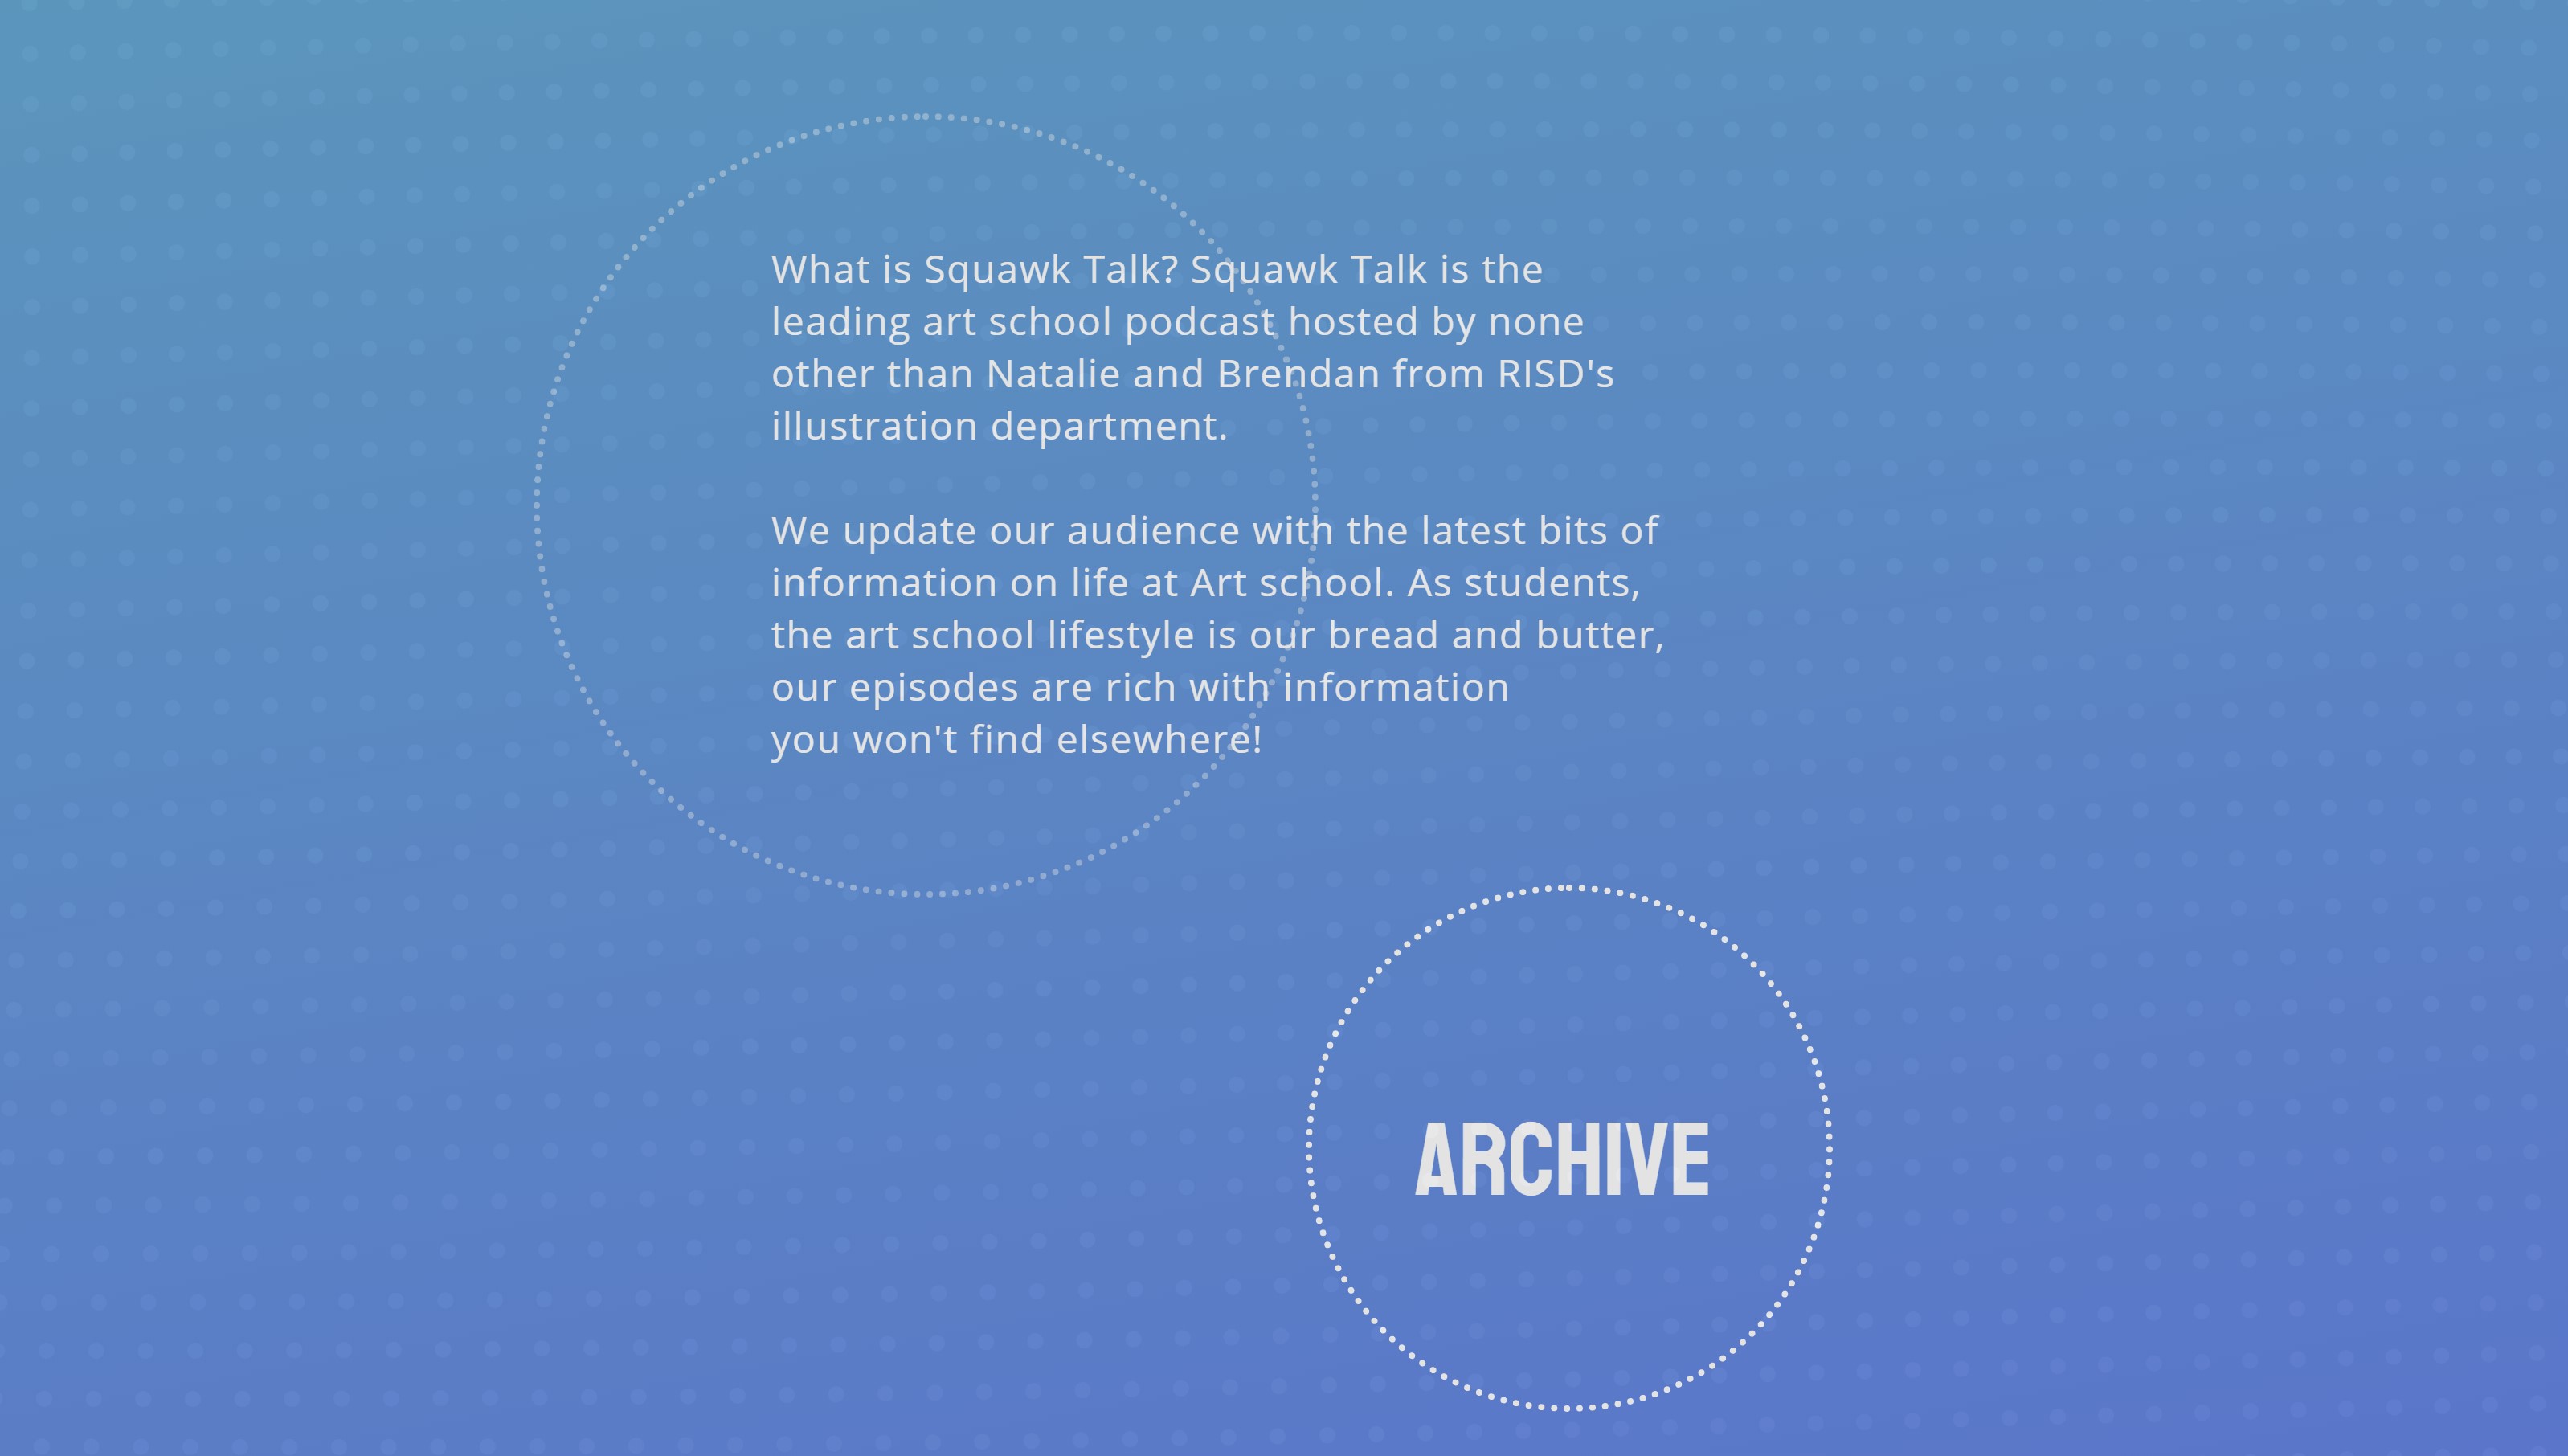 What is Squawk Talk? Squawk Talk is the
leading art school podcast hosted by none
other than Natalie and Brendan from RISD's
illustration department.
We update our audience with the latest bits of
information on life at Art school. As students,
the art school lifestyle is our bread and butter,
our episodes are rich with information
you won't find elsewhere!
ARCHIVE